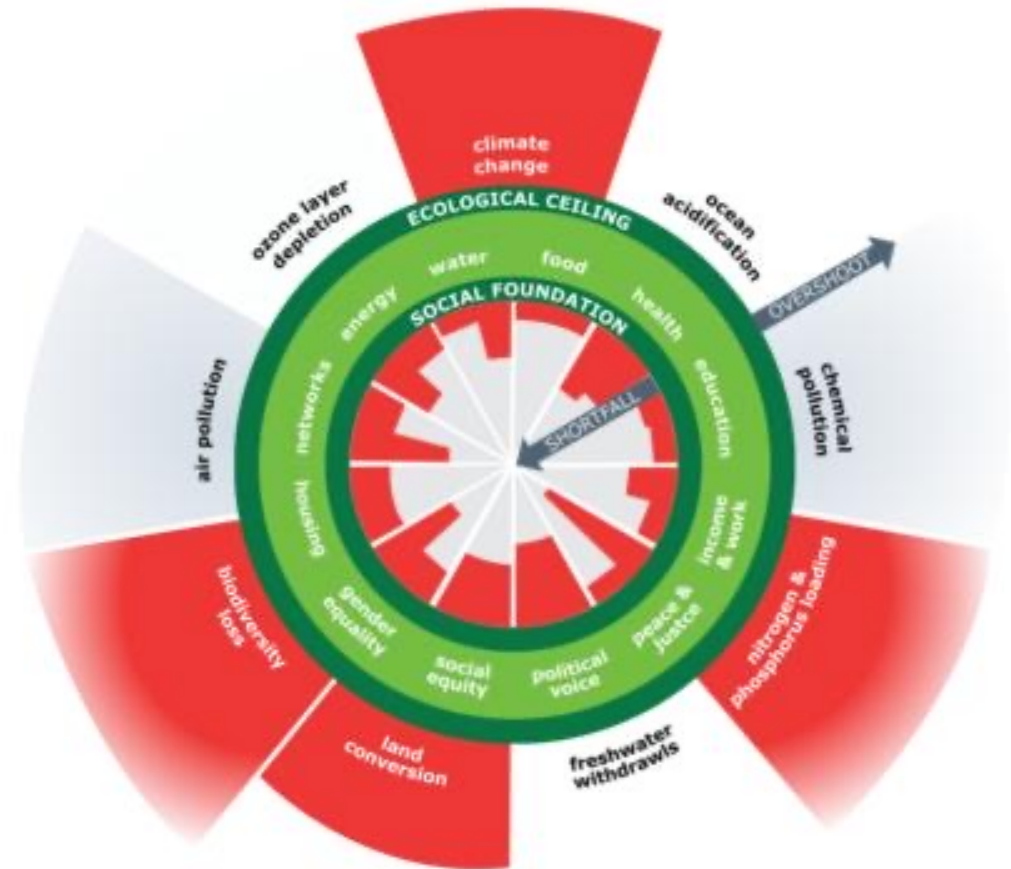 climate
change
ECOLOGICAL CEILING
ozone layer
depletion
ocean
acidification
OVERSHOOT
chemical
pollution
nitrogen &
phosphorus loading
freshwater
withdrawls
land
conversion
biodiversity
loss
air pollution
water
food
health
education
income
& work
peace &
justce
political
voice
social
equity
gender
equality
housing
networks
energy
SOCIAL FOUNDATION
SHORTFALL